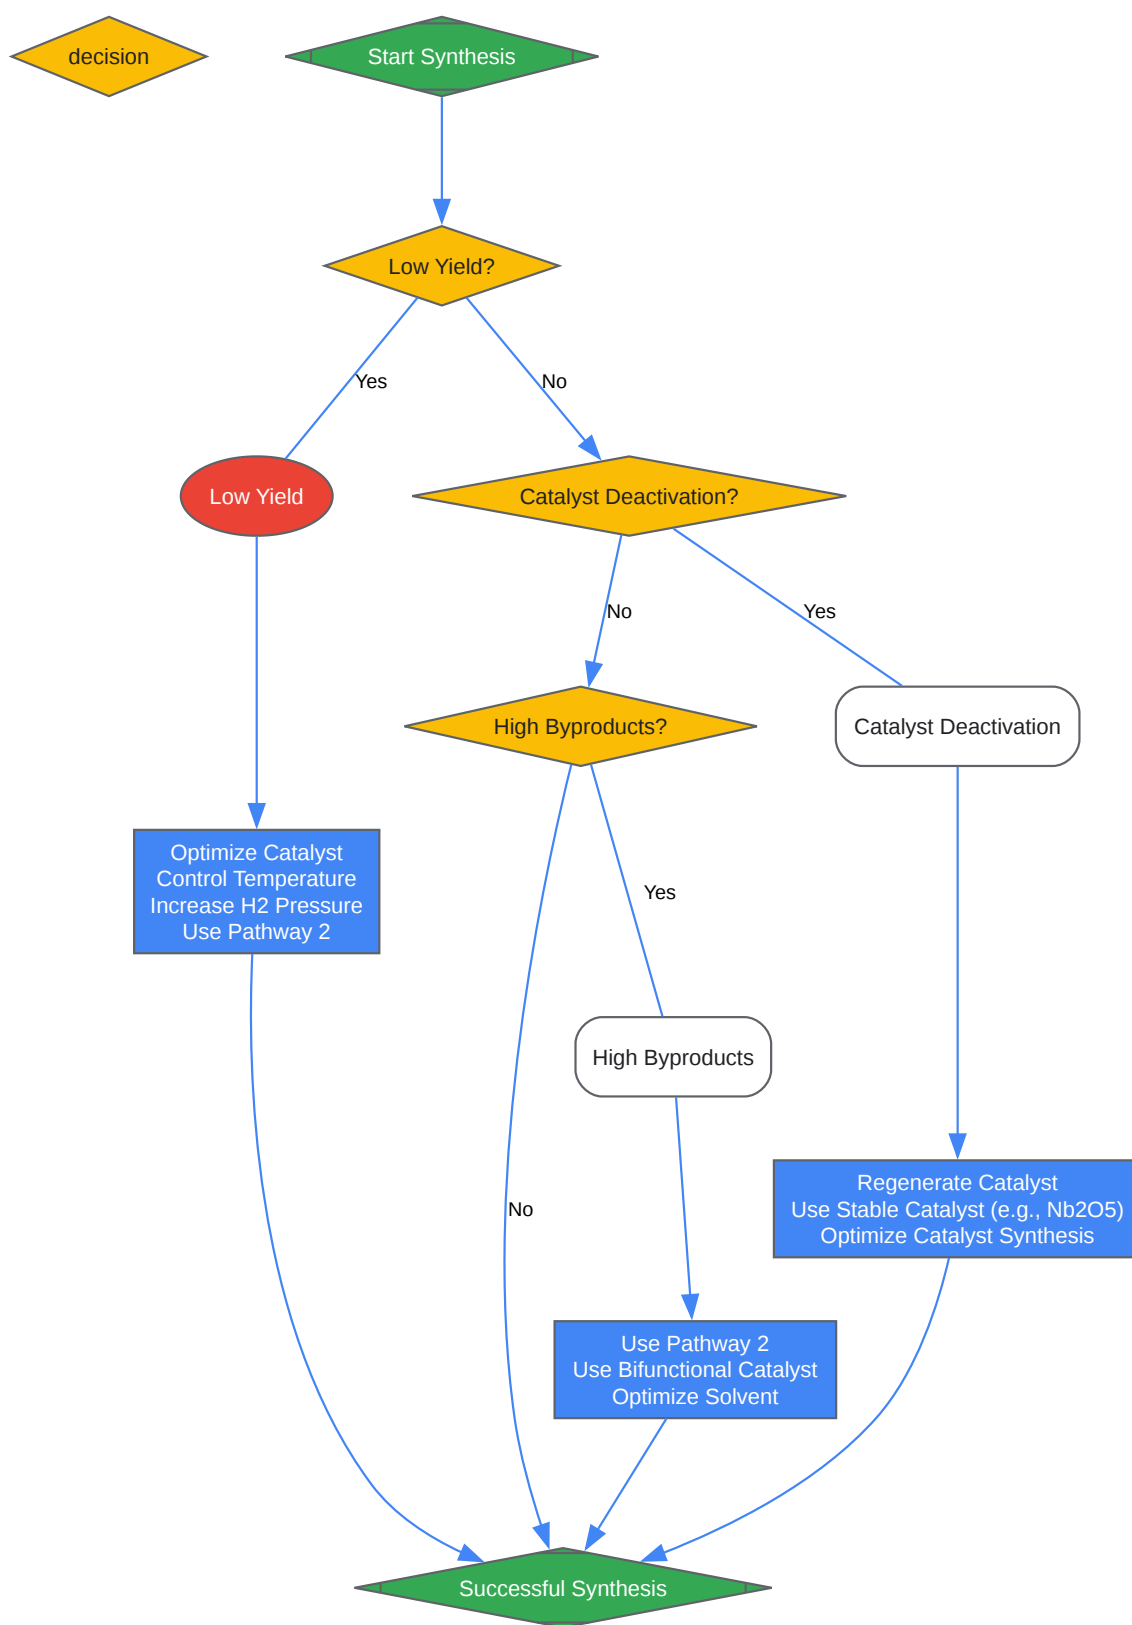 decision
Start Synthesis
Low Yield?
Yes
No
Low Yield
Catalyst Deactivation?
No
Yes
High Byproducts?
Catalyst Deactivation
Optimize Catalyst
Control Temperature
Increase H2 Pressure
Use Pathway 2
Yes
High Byproducts
No
Regenerate Catalyst
Use Stable Catalyst (e.g., Nb2O5)
Optimize Catalyst Synthesis
Use Pathway 2
Use Bifunctional Catalyst
Optimize Solvent
Successful Synthesis